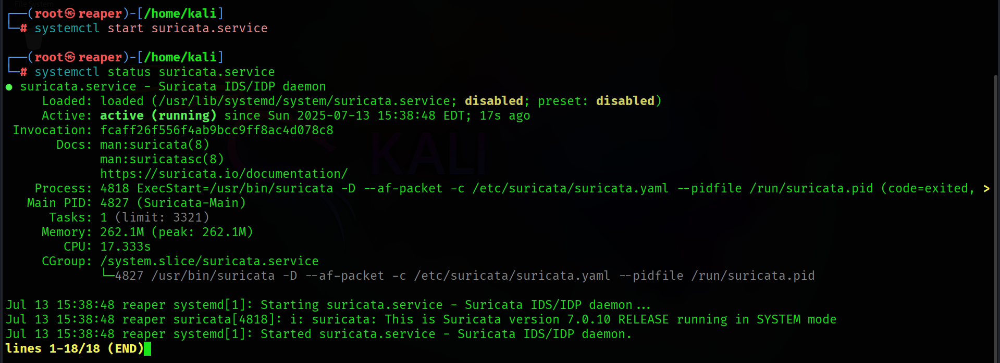 File System
┌──(root㉿reaper)-[/home/kali]
└─# systemctl start suricata.service
┌──(root㉿reaper)-[/home/kali]
└─# systemctl status suricata.service
● suricata.service - Suricata IDS/IDP daemon
Loaded: loaded (/usr/lib/systemd/system/suricata.service; disabled; preset: disabled)
Active: active (running) since Sun 2025-07-13 15:38:48 EDT; 17s ago
Invocation: fcaff26f556f4ab9bcc9ff8ac4d078c8
Docs: man:suricata(8)
man:suricatasc(8)
https://suricata.io/documentation/
KALI
Process: 4818 ExecStart=/usr/bin/suricata -D --af-packet -c /etc/suricata/suricata.yaml --pidfile /run/suricata.pid (code=exited, >
Main PID: 4827 (Suricata-Main)
Tasks: 1 (limit: 3321)
Memory: 262.1M (peak: 262.1M)
CPU: 17.333s
CGroup: /system.slice/suricata.service
└─4827 /usr/bin/suricata -D --af-packet -c /etc/suricata/suricata.yaml --pidfile /run/suricata.pid
Jul 13 15:38:48 reaper systemd[1]: Starting suricata.service - Suricata IDS/IDP daemon...
Jul 13 15:38:48 reaper suricata[4818]: i: suricata: This is Suricata version 7.0.10 RELEASE running in SYSTEM mode
Jul 13 15:38:48 reaper systemd[1]: Started suricata.service - Suricata IDS/IDP daemon.
lines 1-18/18 (END)